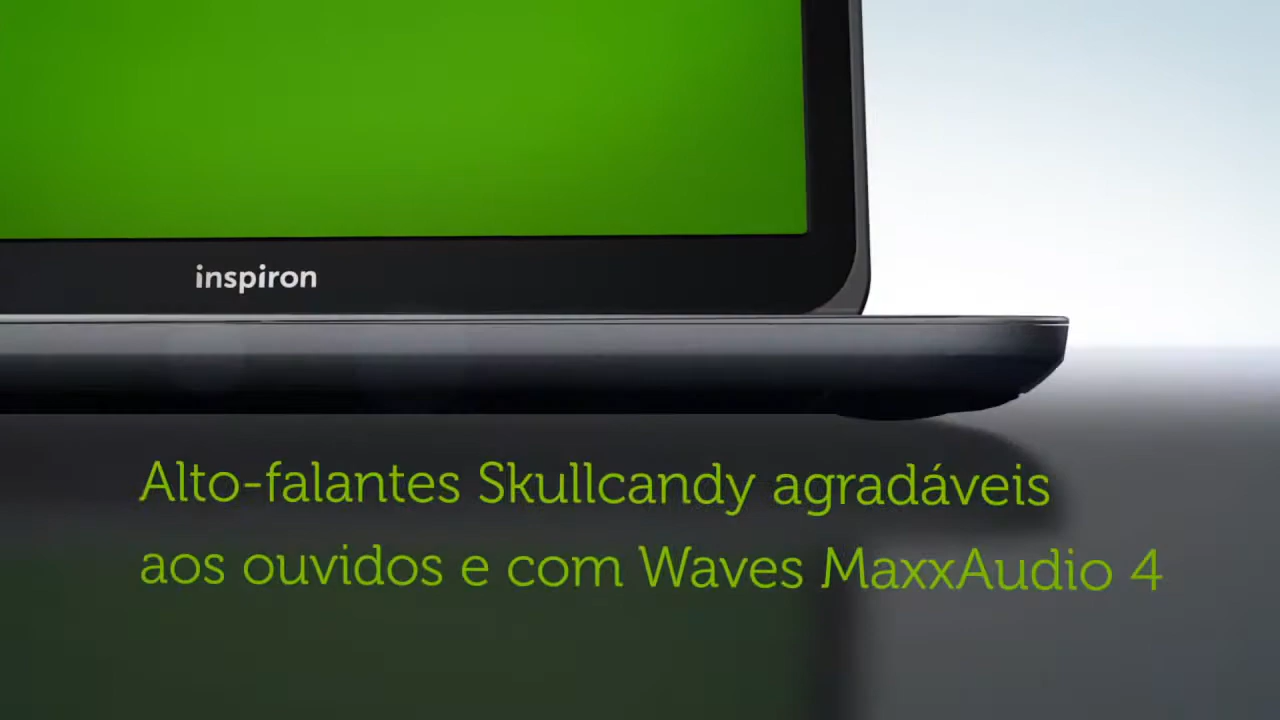 inspiron
Alto-falantes Skullcandy agradáveis
aos ouvidos e com Waves MaxxAudio 4